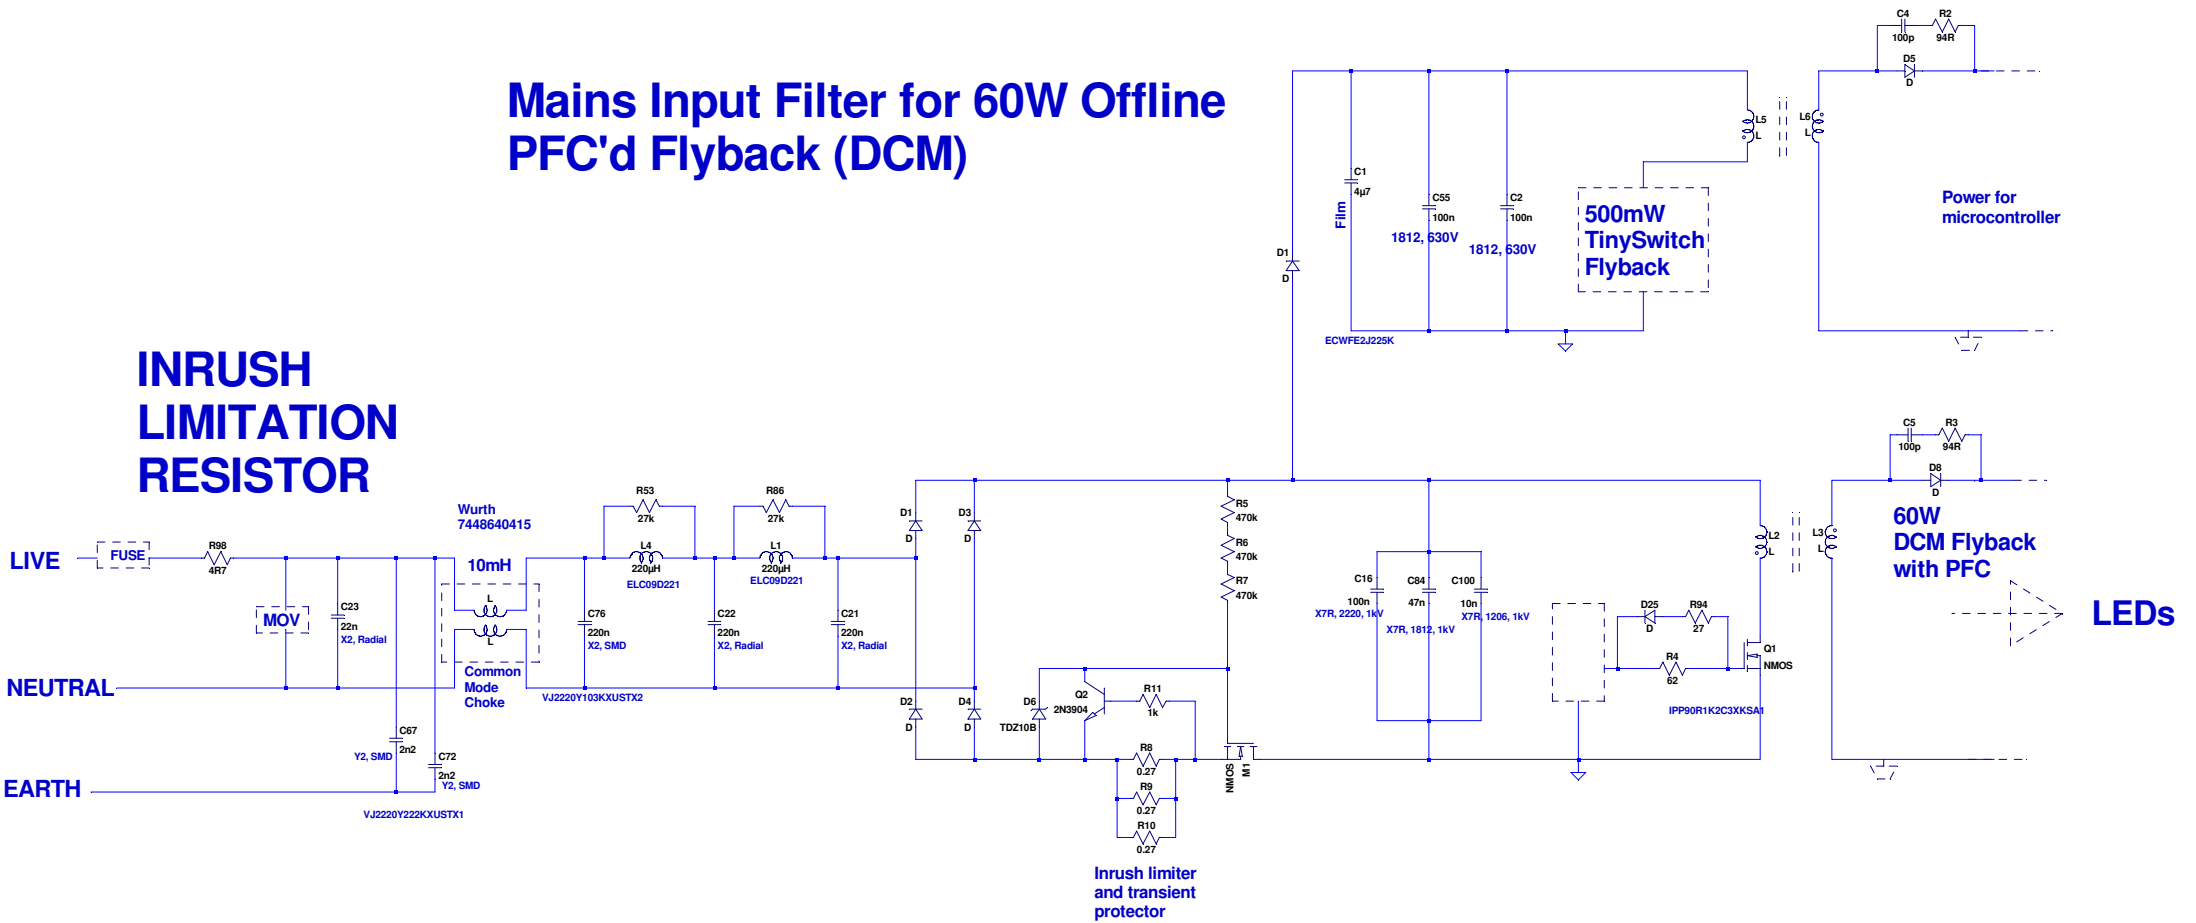 Mains Input Filter for 60W Offline
PFC'd Flyback (DCM)
C4
100p
R2
94R
D5
D
L5
L
L6
L
C1
4µ7
Film
C55
100n
1812, 630V
C2
100n
1812, 630V
500mW
TinySwitch
Flyback
Power for
microcontroller
D1
D
ECWFE2J225K
INRUSH
LIMITATION
RESISTOR
C5
100p
R3
94R
D8
D
60W
DCM Flyback
with PFC
LEDs
L2
L
L3
L
Wurth
7448640415
R53
27k
R86
27k
L4
220µH
ELC09D221
L1
220µH
ELC09D221
D1
D
D3
D
R5
470k
R6
470k
R7
470k
LIVE
FUSE
R98
4R7
10mH
L
L
MOV
C23
22n
X2, Radial
C76
220n
X2, SMD
C22
220n
X2, Radial
C21
220n
X2, Radial
C16
100n
X7R, 2220, 1kV
C84
47n
X7R, 1812, 1kV
C100
10n
X7R, 1206, 1kV
D25
D
R94
27
R4
62
Q1
NMOS
IPP90R1K2C3XKSA1
NEUTRAL
Common
Mode
Choke
VJ2220Y103KXUSTX2
D2
D
D4
D
D6
TDZ10B
Q2
2N3904
R11
1k
C67
2n2
Y2, SMD
C72
2n2
Y2, SMD
EARTH
VJ2220Y222KXUSTX1
R8
0.27
R9
0.27
R10
0.27
NMOS
M1
Inrush limiter
and transient
protector